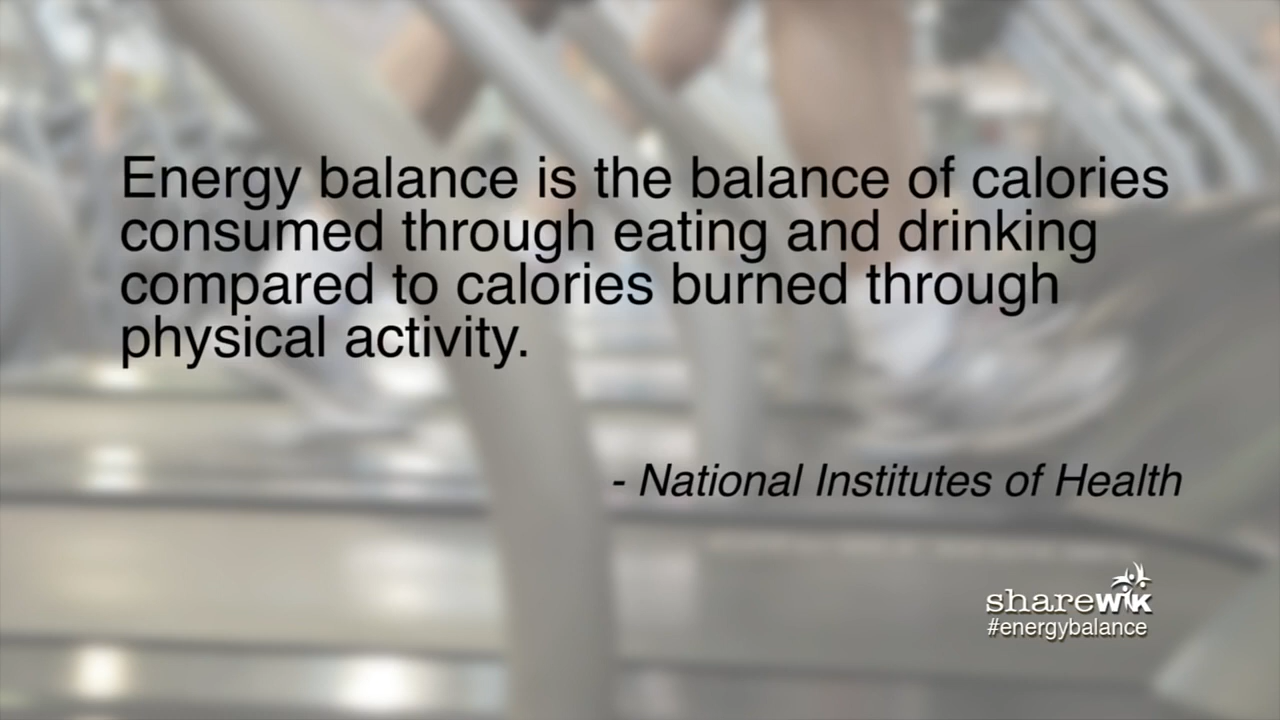 Energy balance is the balance of calories
consumed through eating and drinking
compared to calories burned through
physical activity.
- National Institutes of Health
sharewik
#energybalance